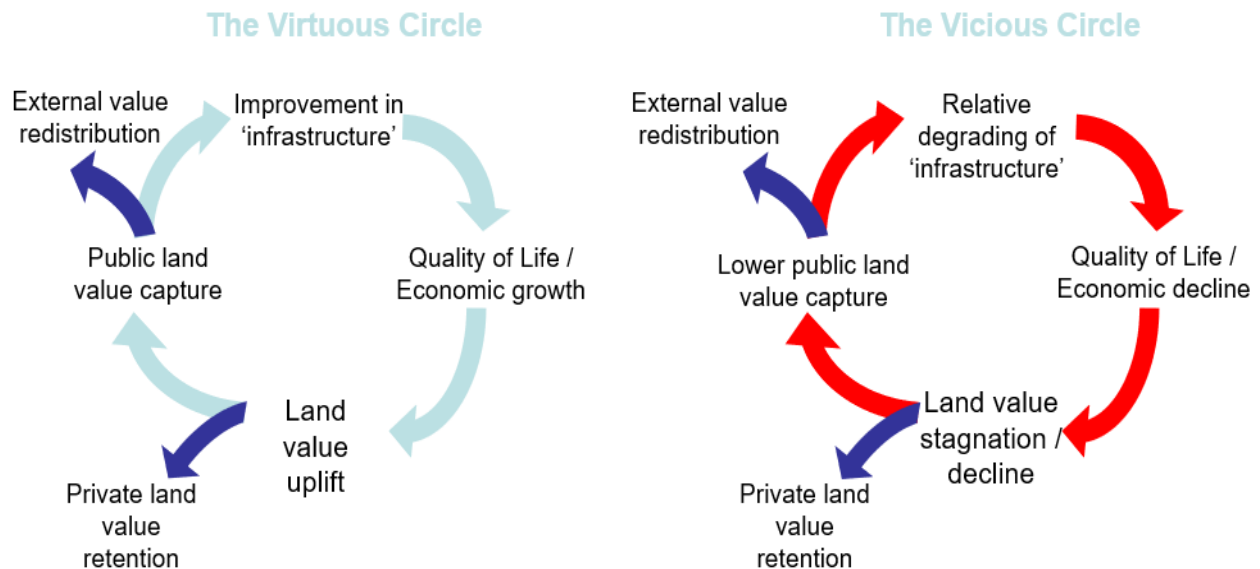 The Virtuous Circle
External value
redistribution
Improvement in
‘infrastructure’
Public land
value capture
Quality of Life /
Economic growth
Land
value
uplift
Private land
value
retention
The Vicious Circle
External value
redistribution
Relative
degrading of
‘infrastructure’
Lower public land
value capture
Quality of Life /
Economic decline
Land value
stagnation /
decline
Private land
value
retention